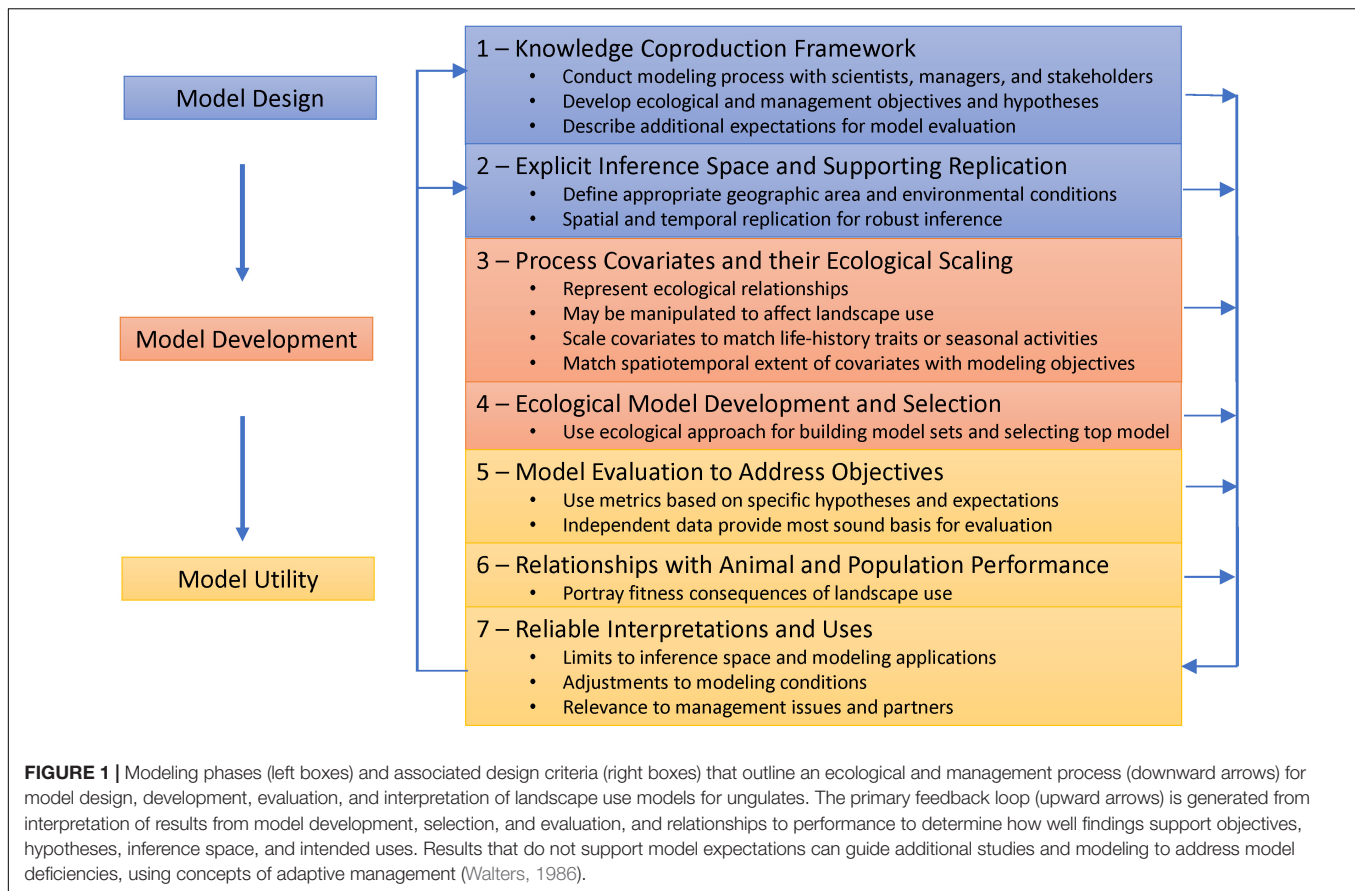 Model Design
Model Development
Model Utility
1 – Knowledge Coproduction Framework
• Conduct modeling process with scientists, managers, and stakeholders
• Develop ecological and management objectives and hypotheses
• Describe additional expectations for model evaluation
2 – Explicit Inference Space and Supporting Replication
• Define appropriate geographic area and environmental conditions
• Spatial and temporal replication for robust inference
3 – Process Covariates and their Ecological Scaling
• Represent ecological relationships
• May be manipulated to affect landscape use
• Scale covariates to match life-history traits or seasonal activities
• Match spatiotemporal extent of covariates with modeling objectives
4 – Ecological Model Development and Selection
• Use ecological approach for building model sets and selecting top model
5 – Model Evaluation to Address Objectives
• Use metrics based on specific hypotheses and expectations
• Independent data provide most sound basis for evaluation
6 – Relationships with Animal and Population Performance
• Portray fitness consequences of landscape use
7 – Reliable Interpretations and Uses
• Limits to inference space and modeling applications
• Adjustments to modeling conditions
• Relevance to management issues and partners
FIGURE 1 | Modeling phases (left boxes) and associated design criteria (right boxes) that outline an ecological and management process (downward arrows) for
model design, development, evaluation, and interpretation of landscape use models for ungulates. The primary feedback loop (upward arrows) is generated from
interpretation of results from model development, selection, and evaluation, and relationships to performance to determine how well findings support objectives,
hypotheses, inference space, and intended uses. Results that do not support model expectations can guide additional studies and modeling to address model
deficiencies, using concepts of adaptive management (Walters, 1986).